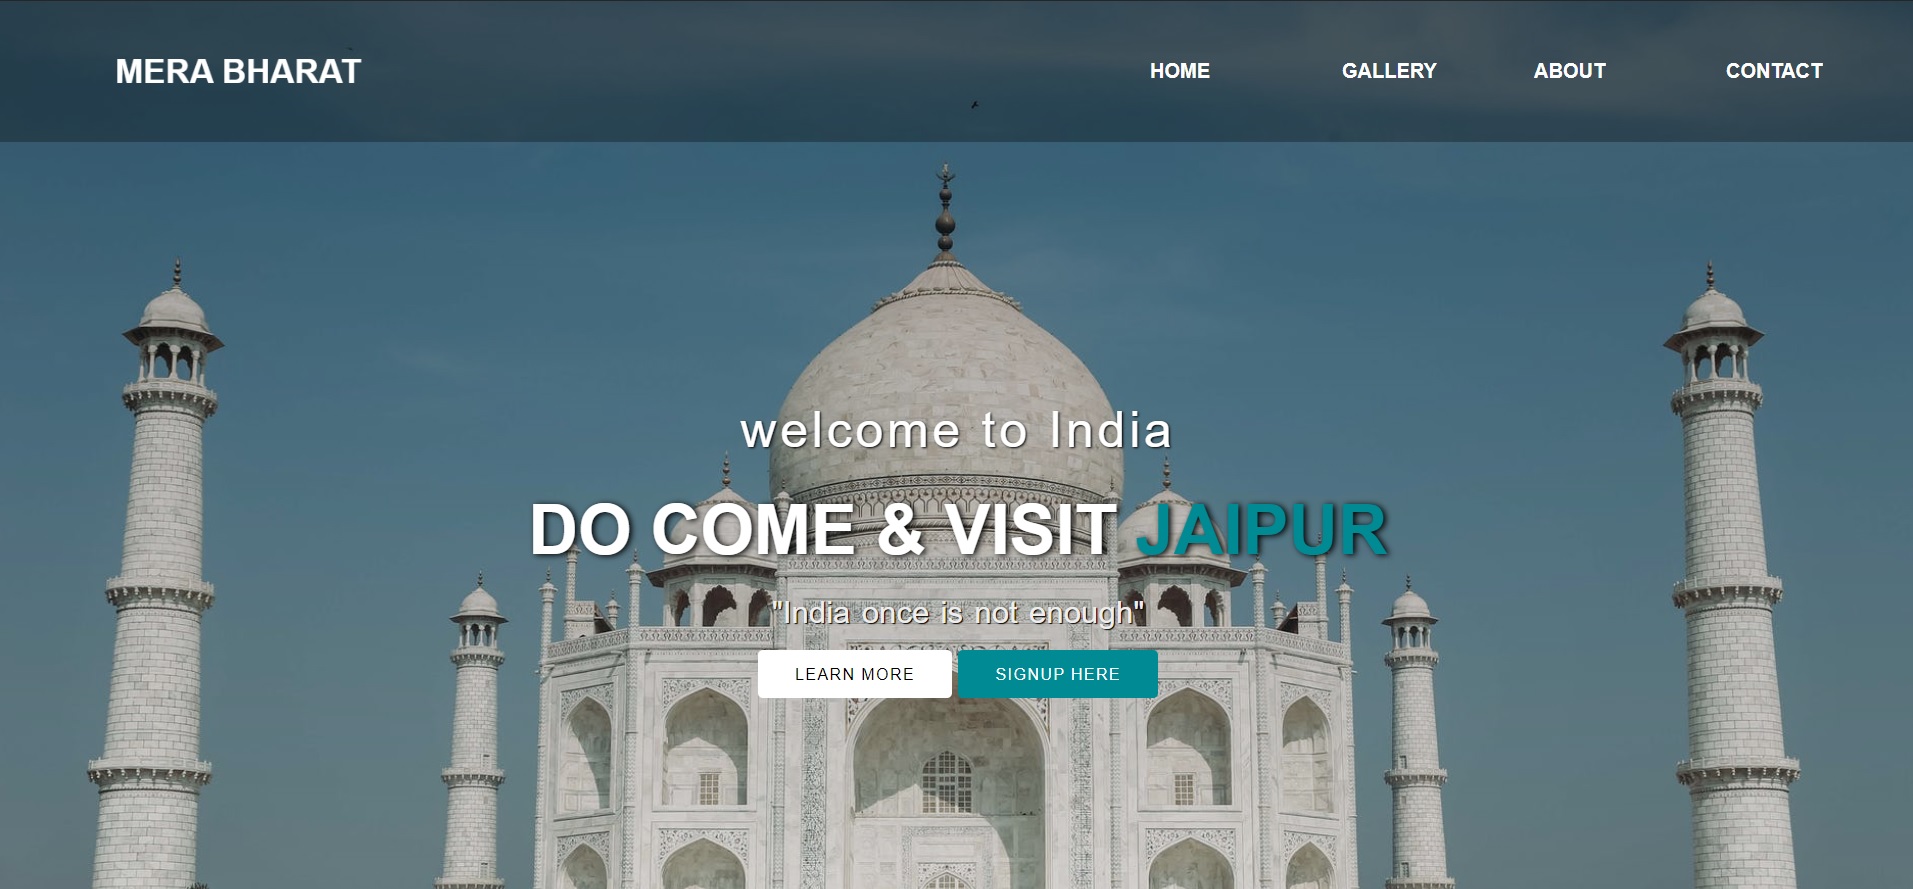 MERA BHARAT
HOME GALLERY ABOUT CONTACT
welcome to India
DO COME & VISIT JAIPUR
"India once is not enough"
LEARN MORE SIGNUP HERE